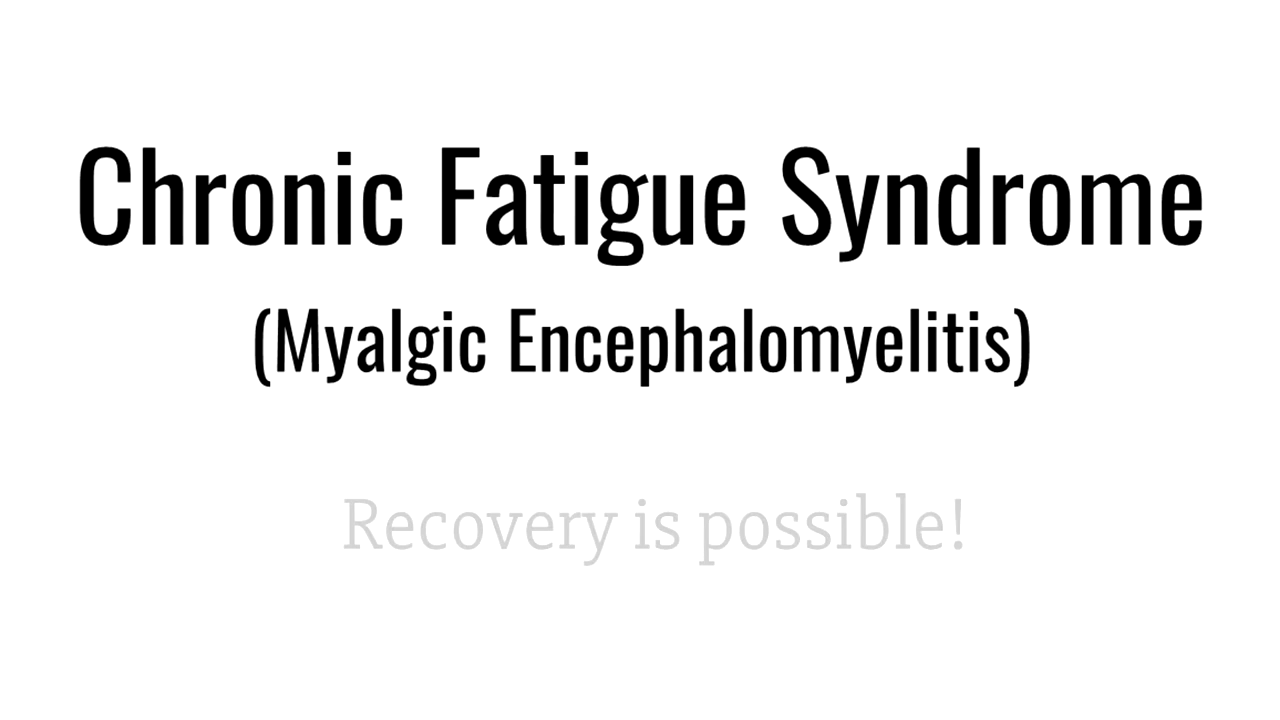 Chronic Fatigue Syndrome
(Myalgic Encephalomyelitis)
Recovery is possible!